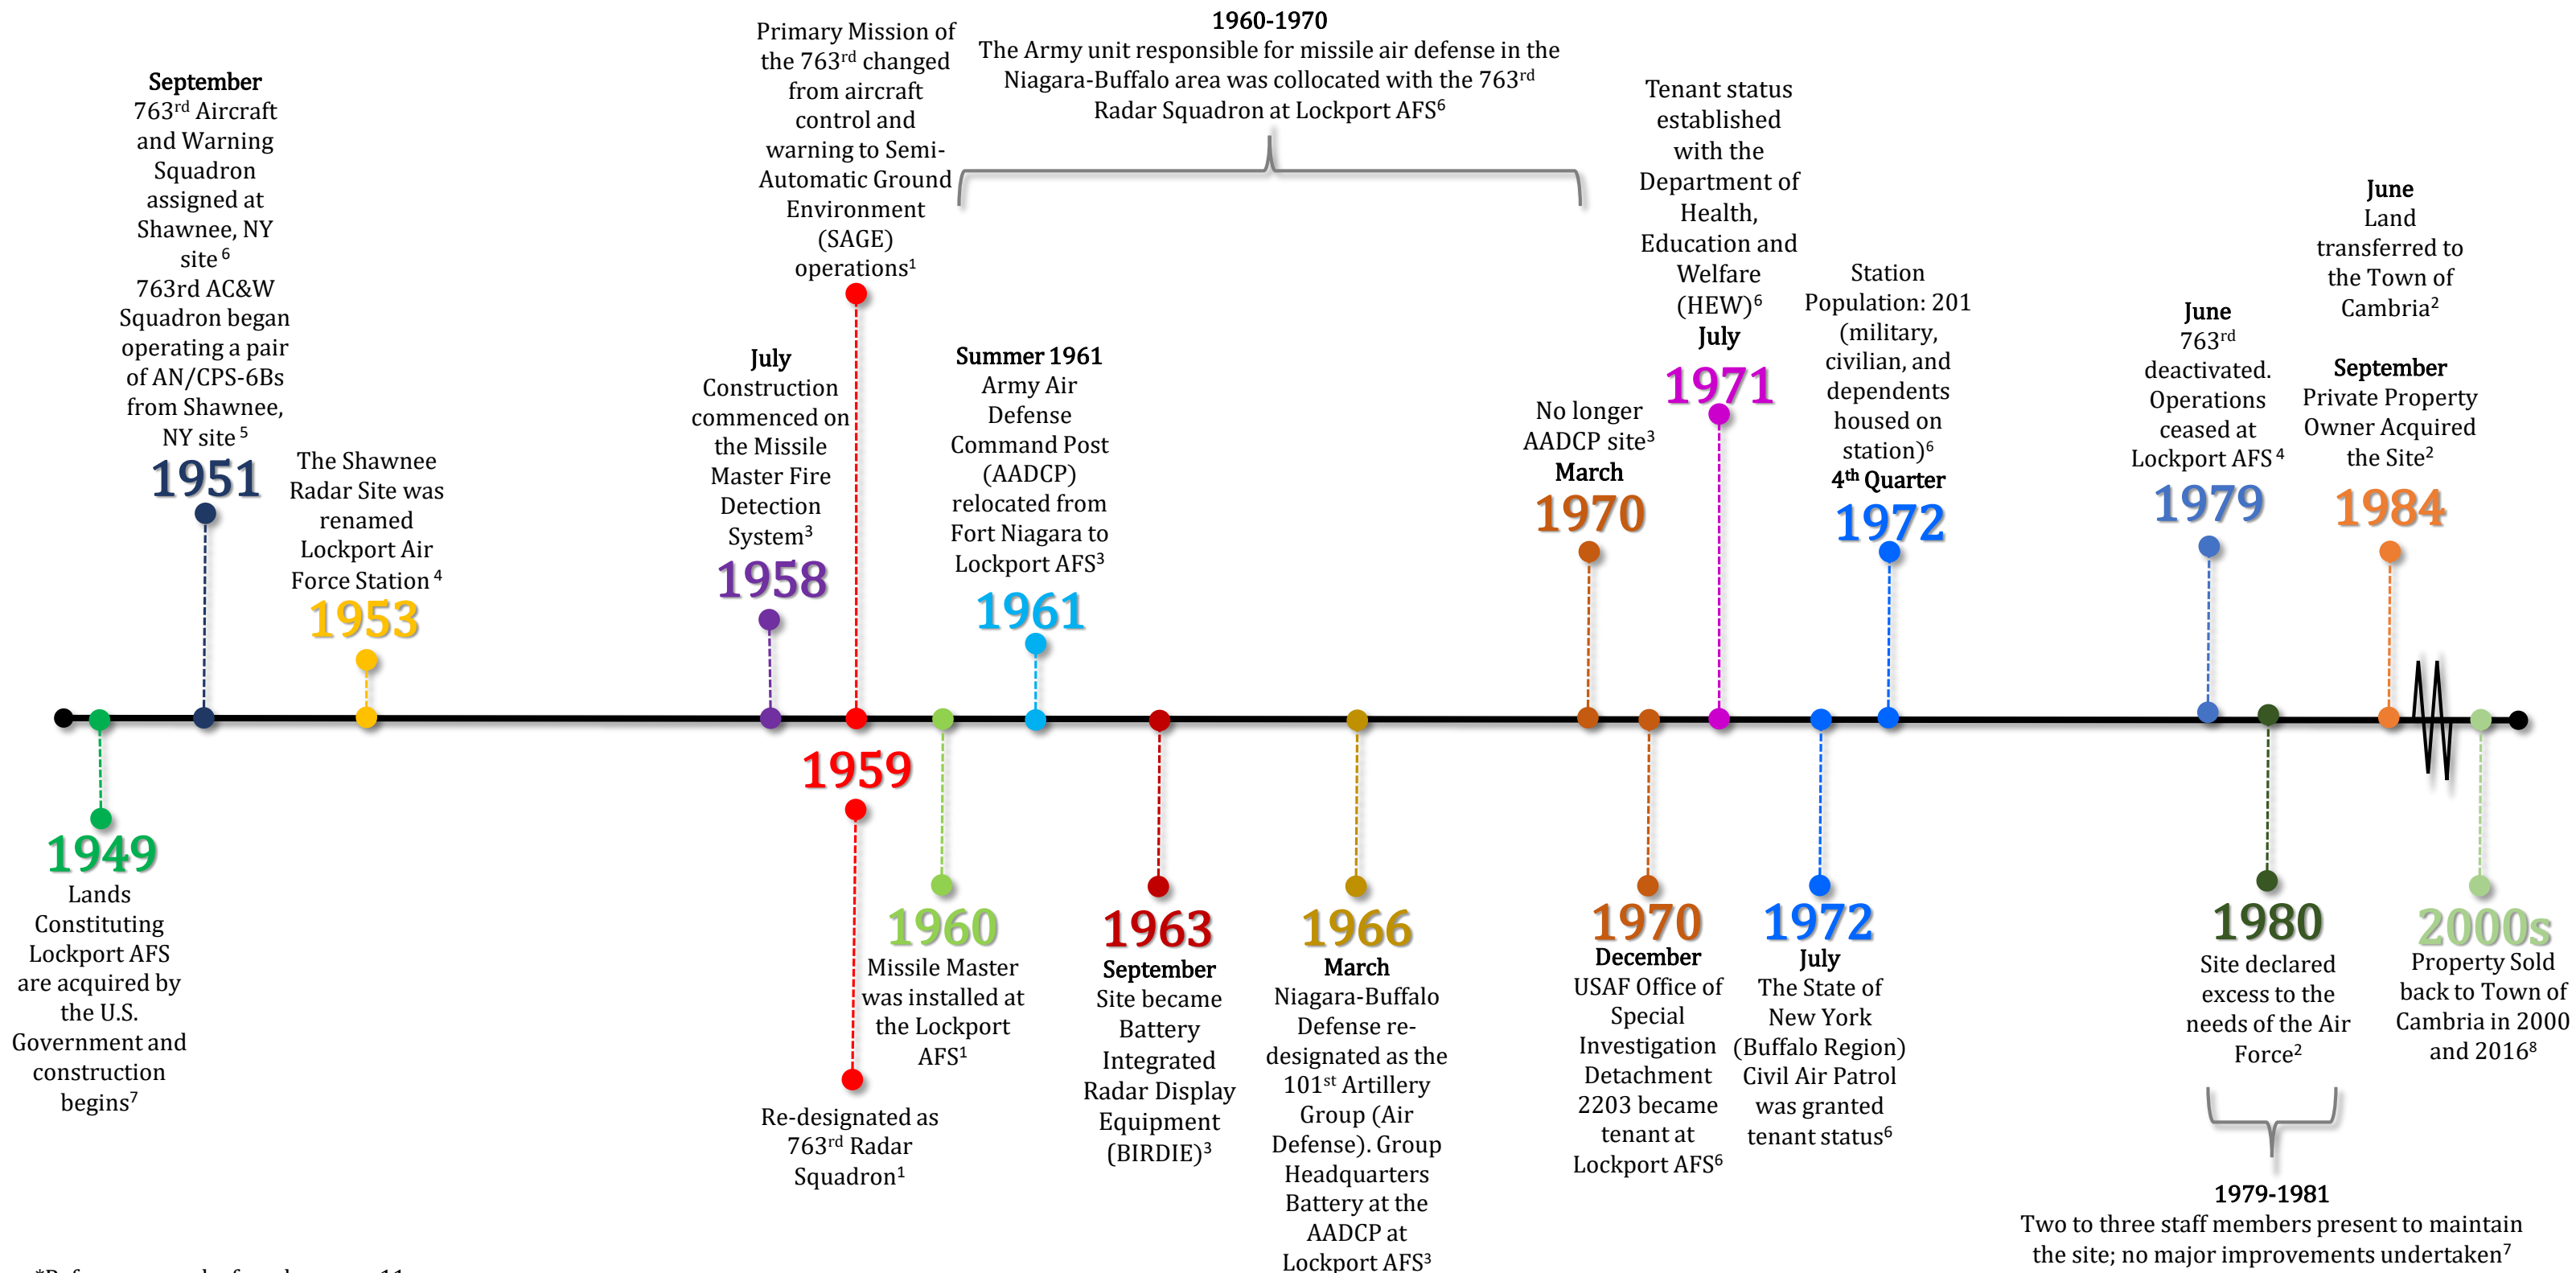 September
763rd Aircraft
and Warning
Squadron
assigned at
Shawnee, NY
site 6
763rd AC&W
Squadron began
operating a pair
of AN/CPS-6Bs
from Shawnee,
NY site 5
1951
The Shawnee
Radar Site was
renamed
Lockport Air
Force Station 4
1953
July
Construction
commenced on
the Missile
Master Fire
Detection
System3
1958
Primary Mission of
the 763rd changed
from aircraft
control and
warning to Semi-
Automatic Ground
Environment
(SAGE)
operations1
1960-1970
The Army unit responsible for missile air defense in the
Niagara-Buffalo area was collocated with the 763rd
Radar Squadron at Lockport AFS6
Summer 1961
Army Air
Defense
Command Post
(AADCP)
relocated from
Fort Niagara to
Lockport AFS3
1961
No longer
AADCP site3
March
1970
Tenant status
established
with the
Department of
Health,
Education and
Welfare
(HEW)6
July
1971
Station
Population: 201
(military,
civilian, and
dependents
housed on
station)6
4th Quarter
1972
June
763rd
deactivated.
Operations
ceased at
Lockport AFS 4
1979
June
Land
transferred to
the Town of
Cambria2
September
Private Property
Owner Acquired
the Site2
1984
1949
Lands
Constituting
Lockport AFS
are acquired by
the U.S.
Government and
construction
begins7
1959
Re-designated as
763rd Radar
Squadron1
1960
Missile Master
was installed at
the Lockport
AFS1
1963
September
Site became
Battery
Integrated
Radar Display
Equipment
(BIRDIE)3
1966
March
Niagara-Buffalo
Defense re-
designated as the
101st Artillery
Group (Air
Defense). Group
Headquarters
Battery at the
AADCP at
Lockport AFS3
1970
December
USAF Office of
Special
Investigation
Detachment
2203 became
tenant at
Lockport AFS6
1972
July
The State of
New York
(Buffalo Region)
Civil Air Patrol
was granted
tenant status6
1980
Site declared
excess to the
needs of the Air
Force2
1979-1981
Two to three staff members present to maintain
the site; no major improvements undertaken7
2000s
Property Sold
back to Town of
Cambria in 2000
and 20168